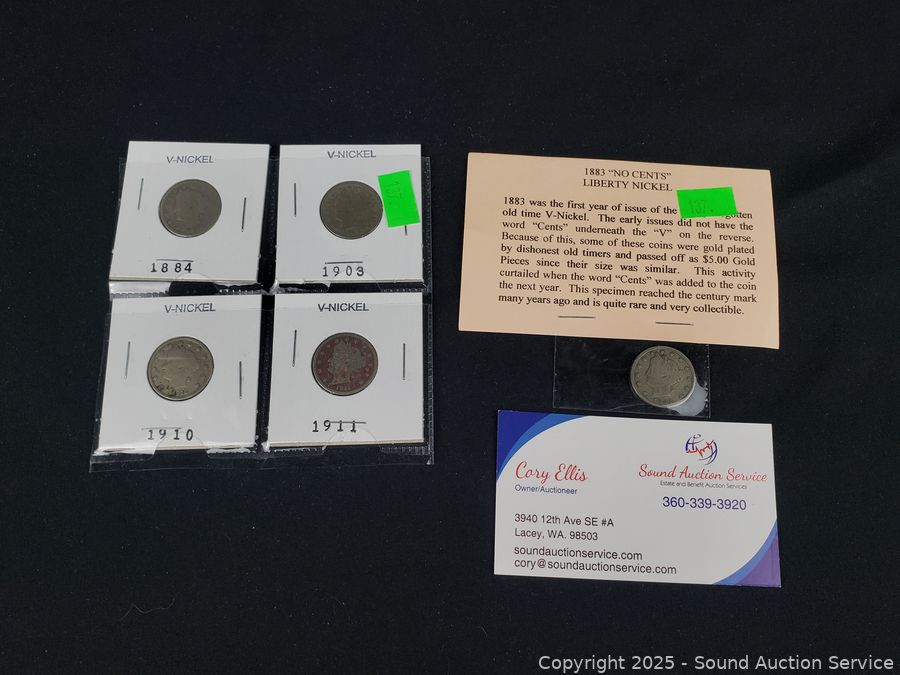 V-NICKEL
1884
V-NICKEL
137
1903
V-NICKEL
1910
V-NICKEL
1911
1911
1883 "NO CENTS"
LIBERTY NICKEL
1883 was the first year of issue of the
old time V-Nickel. The early issues did not have the
word "Cents" underneath the "V" on the reverse.
Because of this, some of these coins were gold plated
by dishonest old timers and passed off as $5.00 Gold
Pieces since their size was similar. This activity
curtailed when the word "Cents" was added to the coin
the next year. This specimen reached the century mark
many years ago and is quite rare and very collectible.
137
Cory Ellis
Owner/Auctioneer
Sound Auction Service
Estate and Benefit Auction Services
360-339-3920
3940 12th Ave SE #A
Lacey, WA. 98503
soundauctionservice.com
cory@soundauctionservice.com
Copyright © 2025 - Sound Auction Service